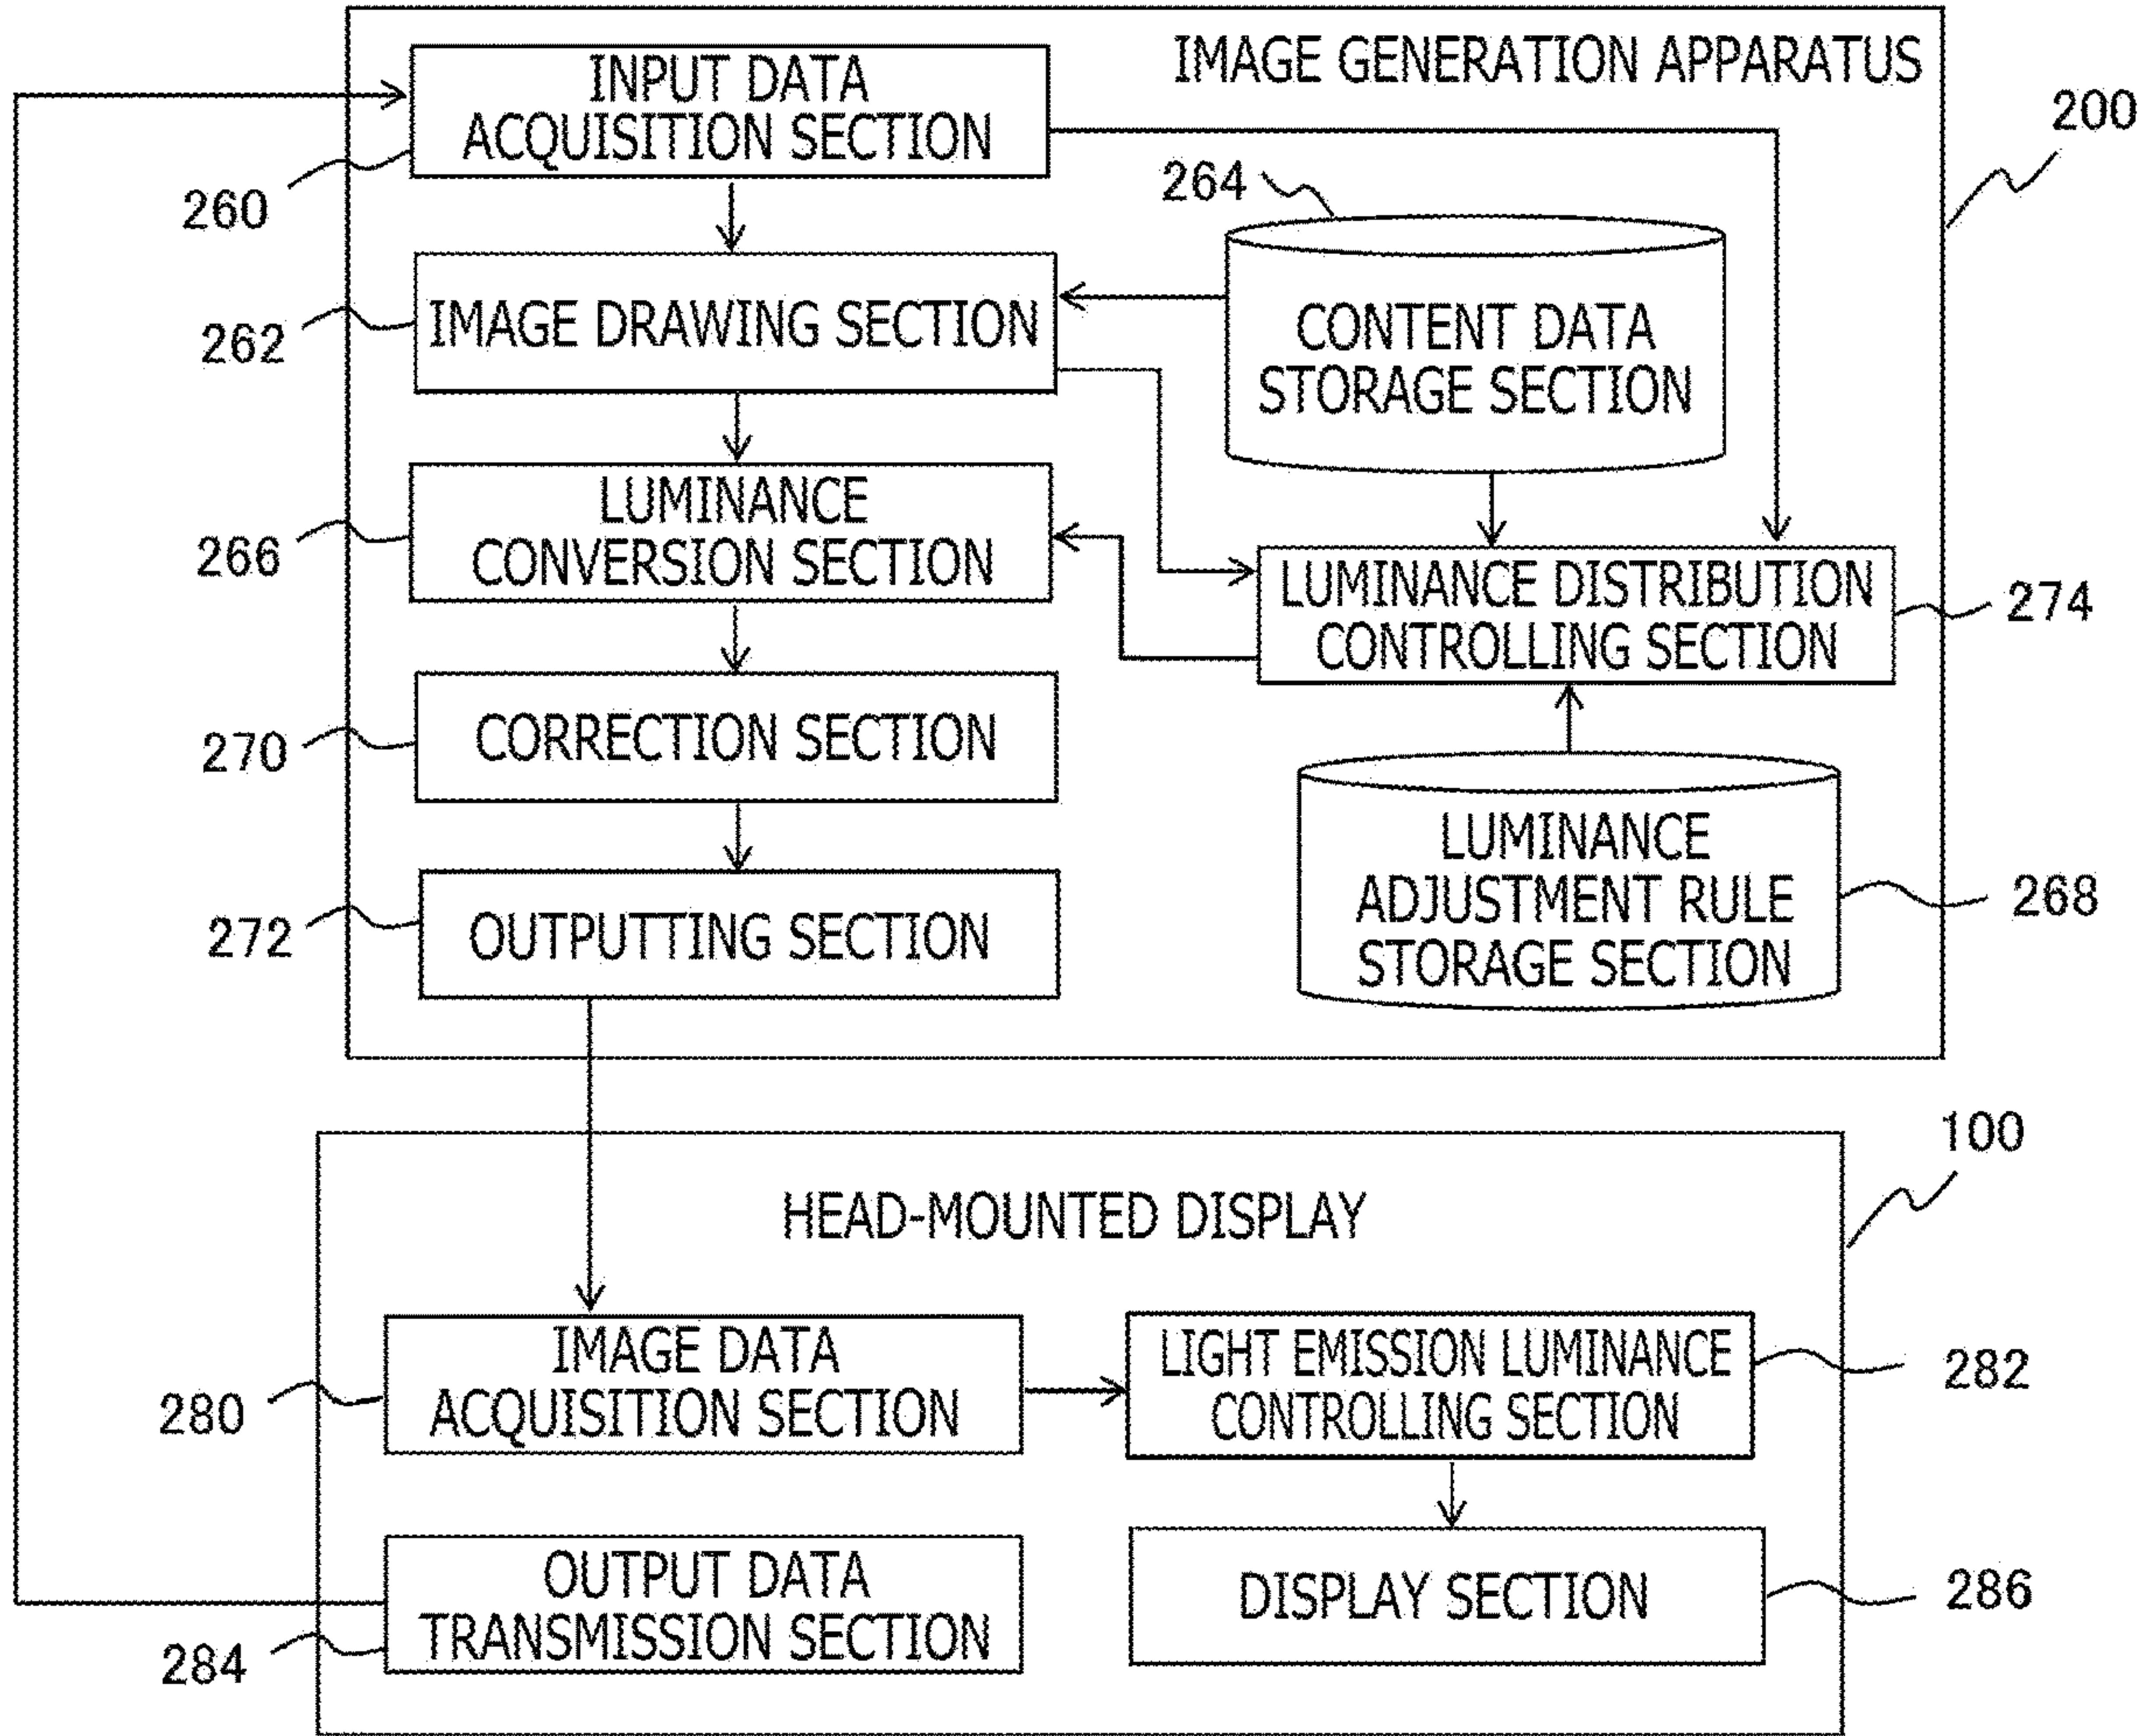 IMAGE GENERATION APPARATUS
200
INPUT DATA
ACQUISITION SECTION
260
264
IMAGE DRAWING SECTION
262
CONTENT DATA
STORAGE SECTION
LUMINANCE
CONVERSION SECTION
266
LUMINANCE DISTRIBUTION
CONTROLLING SECTION
274
CORRECTION SECTION
270
LUMINANCE
ADJUSTMENT RULE
STORAGE SECTION
268
OUTPUTTING SECTION
272
100
HEAD-MOUNTED DISPLAY
IMAGE DATA
ACQUISITION SECTION
280
LIGHT EMISSION LUMINANCE
CONTROLLING SECTION
282
OUTPUT DATA
TRANSMISSION SECTION
284
DISPLAY SECTION
286